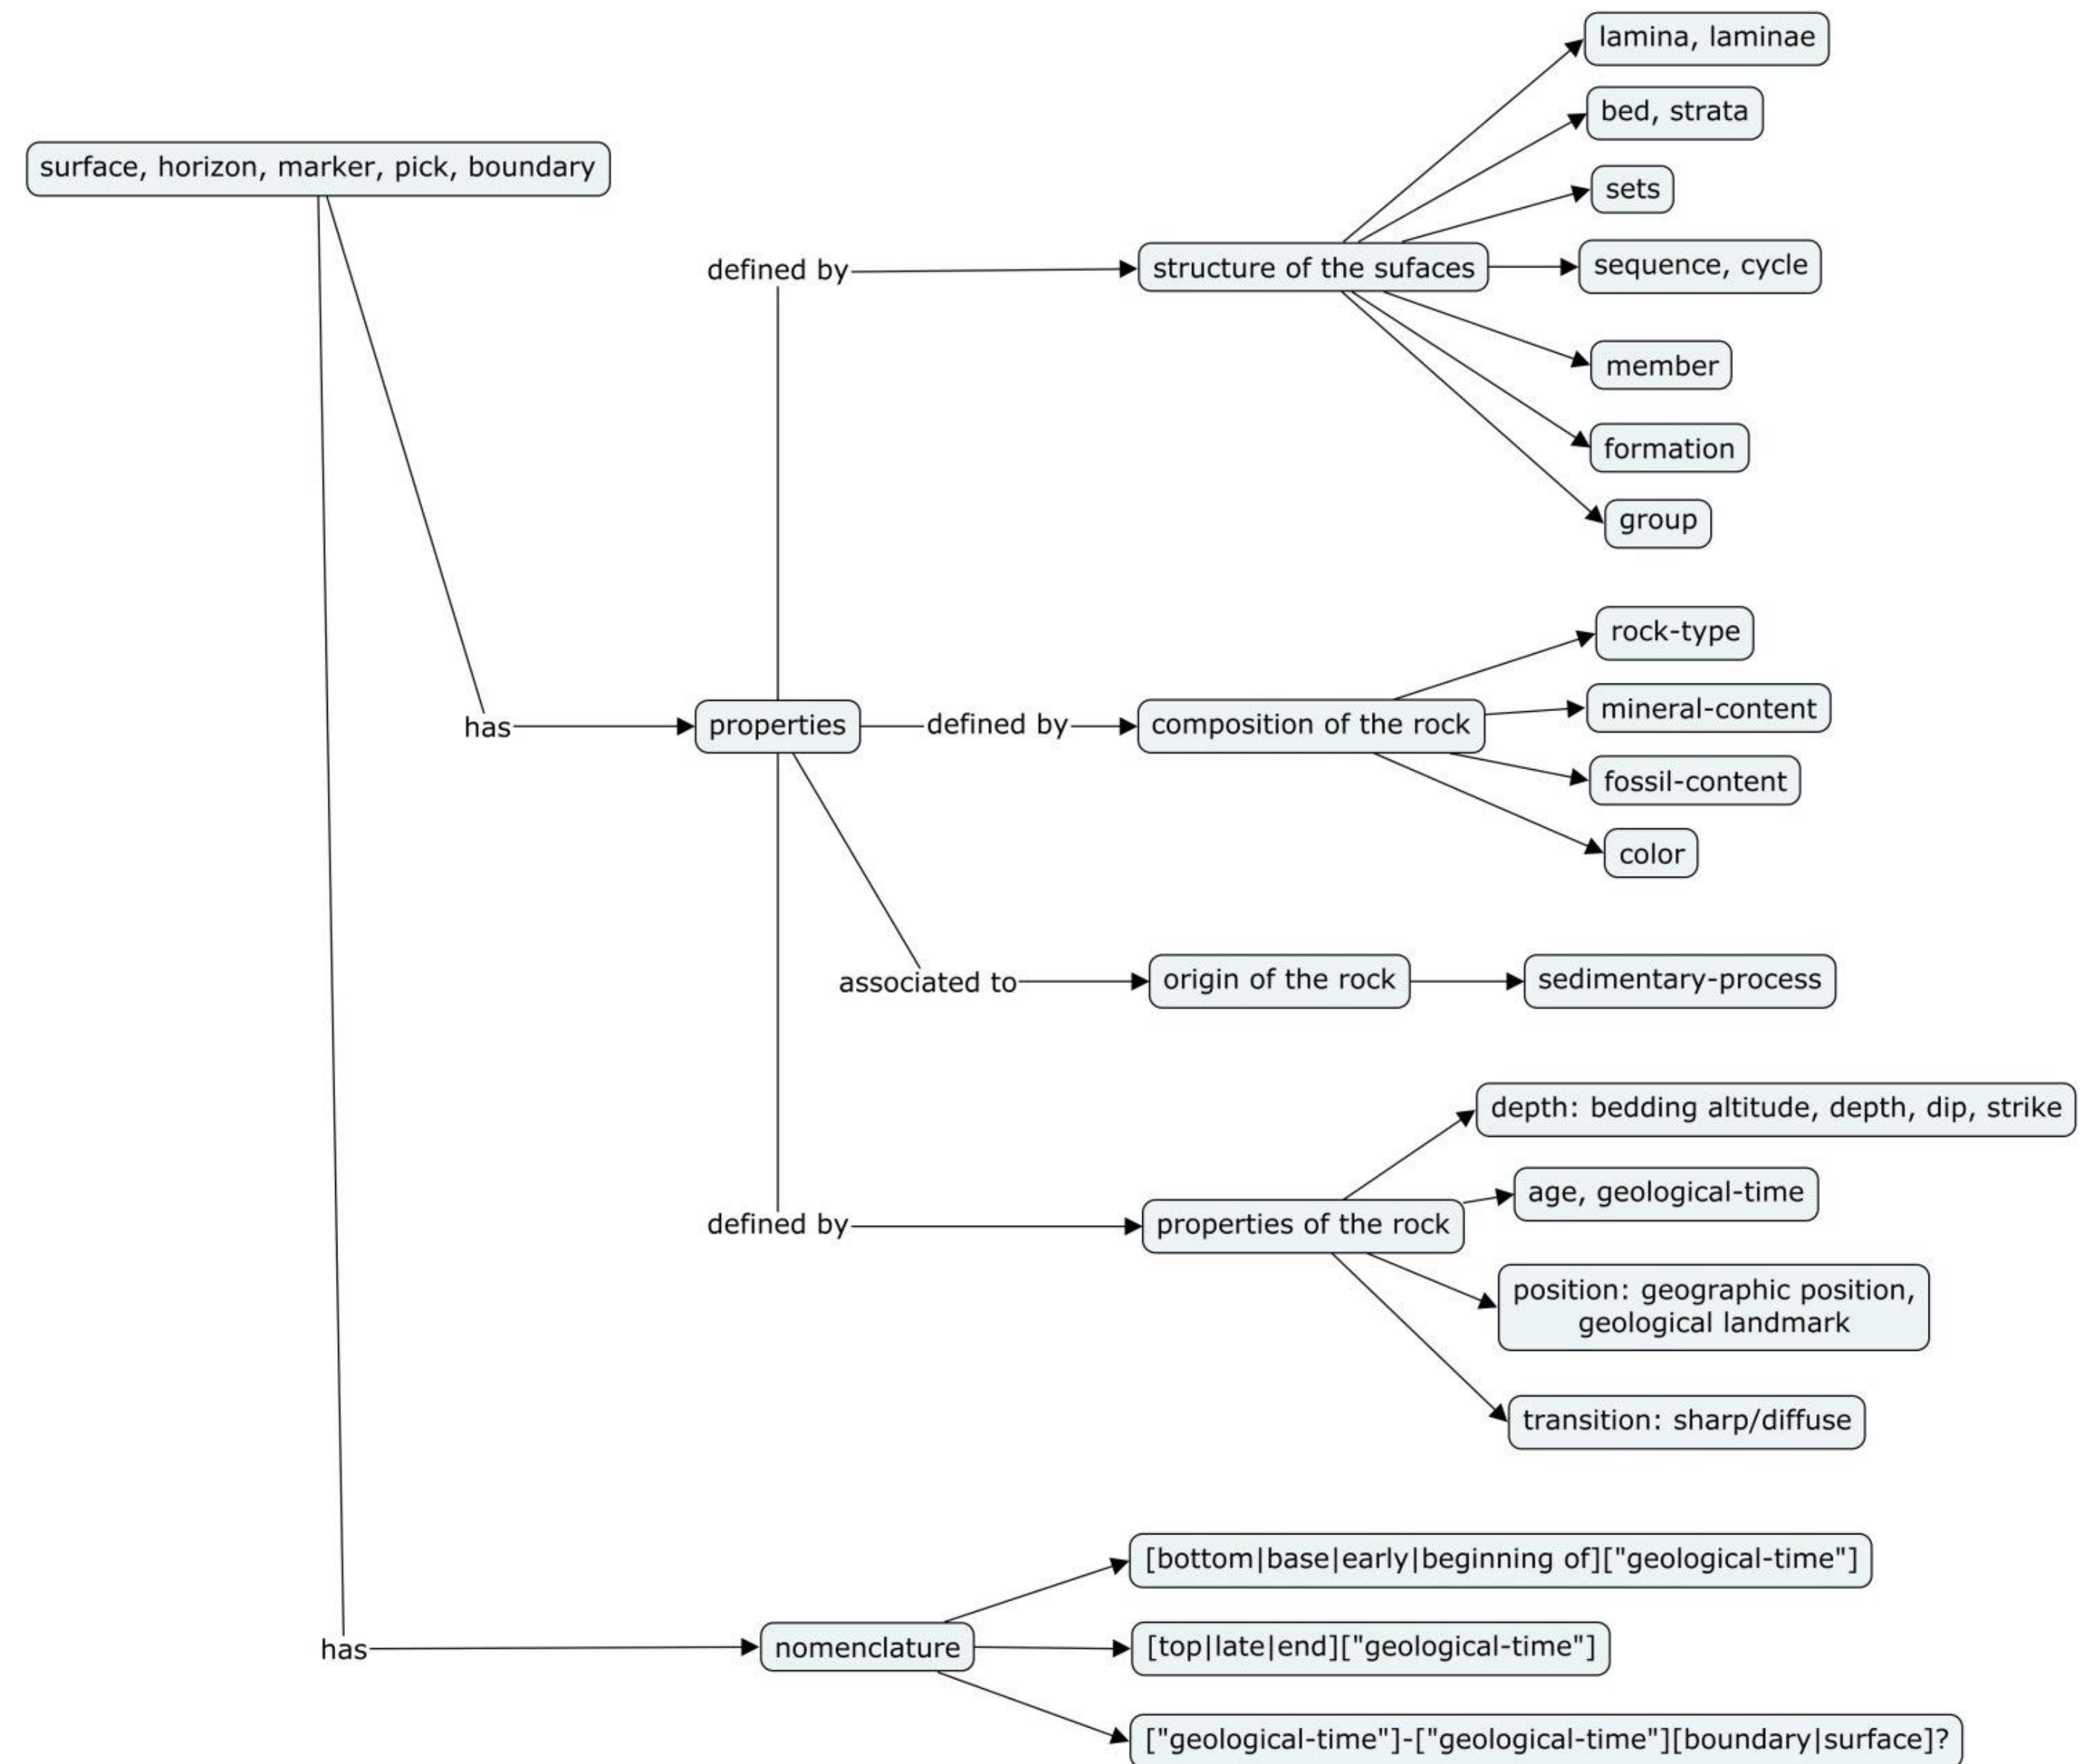 lamina, laminae
bed, strata
surface, horizon, marker, pick, boundary
sets
defined by
structure of the sufaces
sequence, cycle
member
formation
group
rock-type
has
properties
defined by
composition of the rock
mineral-content
fossil-content
color
associated to
origin of the rock
sedimentary-process
depth: bedding altitude, depth, dip, strike
age, geological-time
defined by
properties of the rock
position: geographic position,
geological landmark
transition: sharp/diffuse
[bottom|base|early|beginning of]["geological-time"]
has
nomenclature
[top|late|end]["geological-time"]
["geological-time"]-["geological-time"][boundary|surface]?